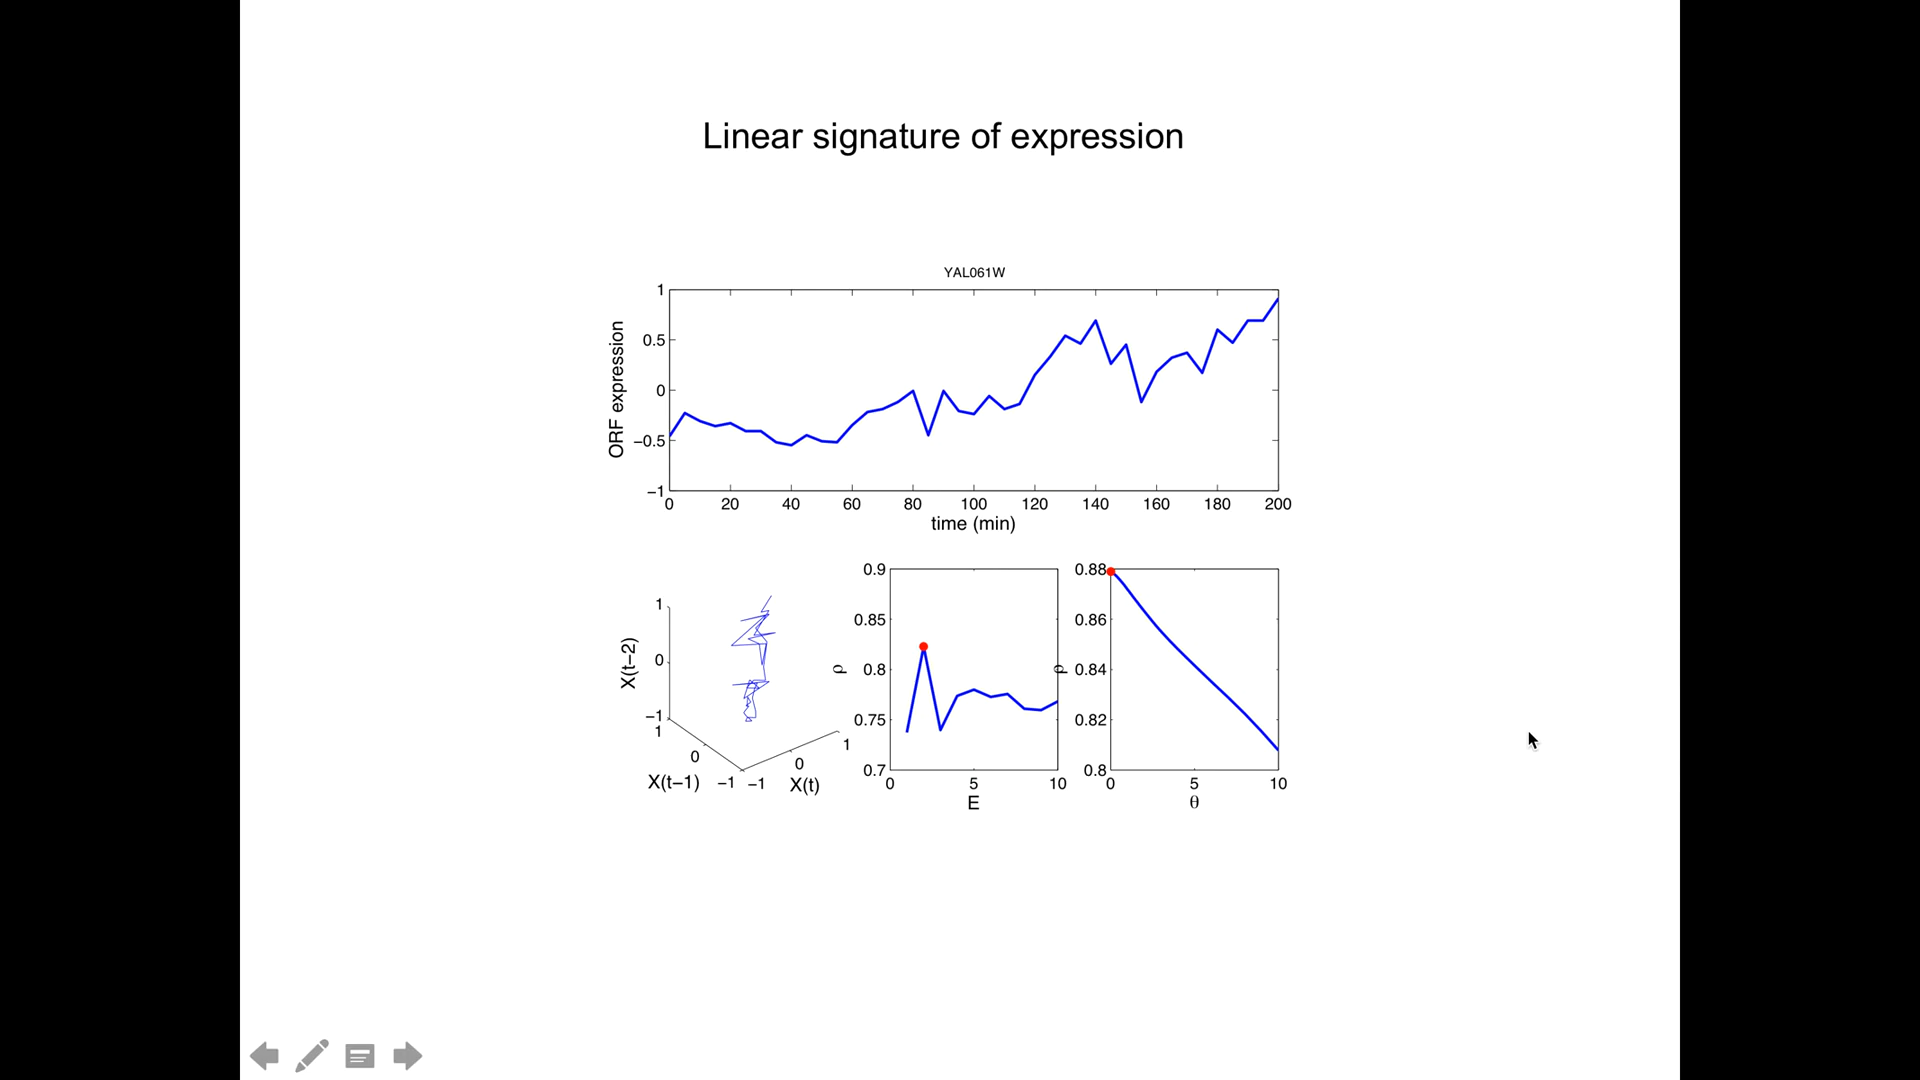 Linear signature of expression
YAL061W
ORF expression
1
0.5
0
−0.5
−1
0 20 40 60 80 100 120 140 160 180 200
time (min)
X(t−2)
1
0
−1
1
0
−1
X(t−1)
−1
0
1
X(t)
ρ
0.9
0.85
0.8
0.75
0.7
0 5 10
E
ρ
0.88
0.86
0.84
0.82
0.8
0 5 10
θ